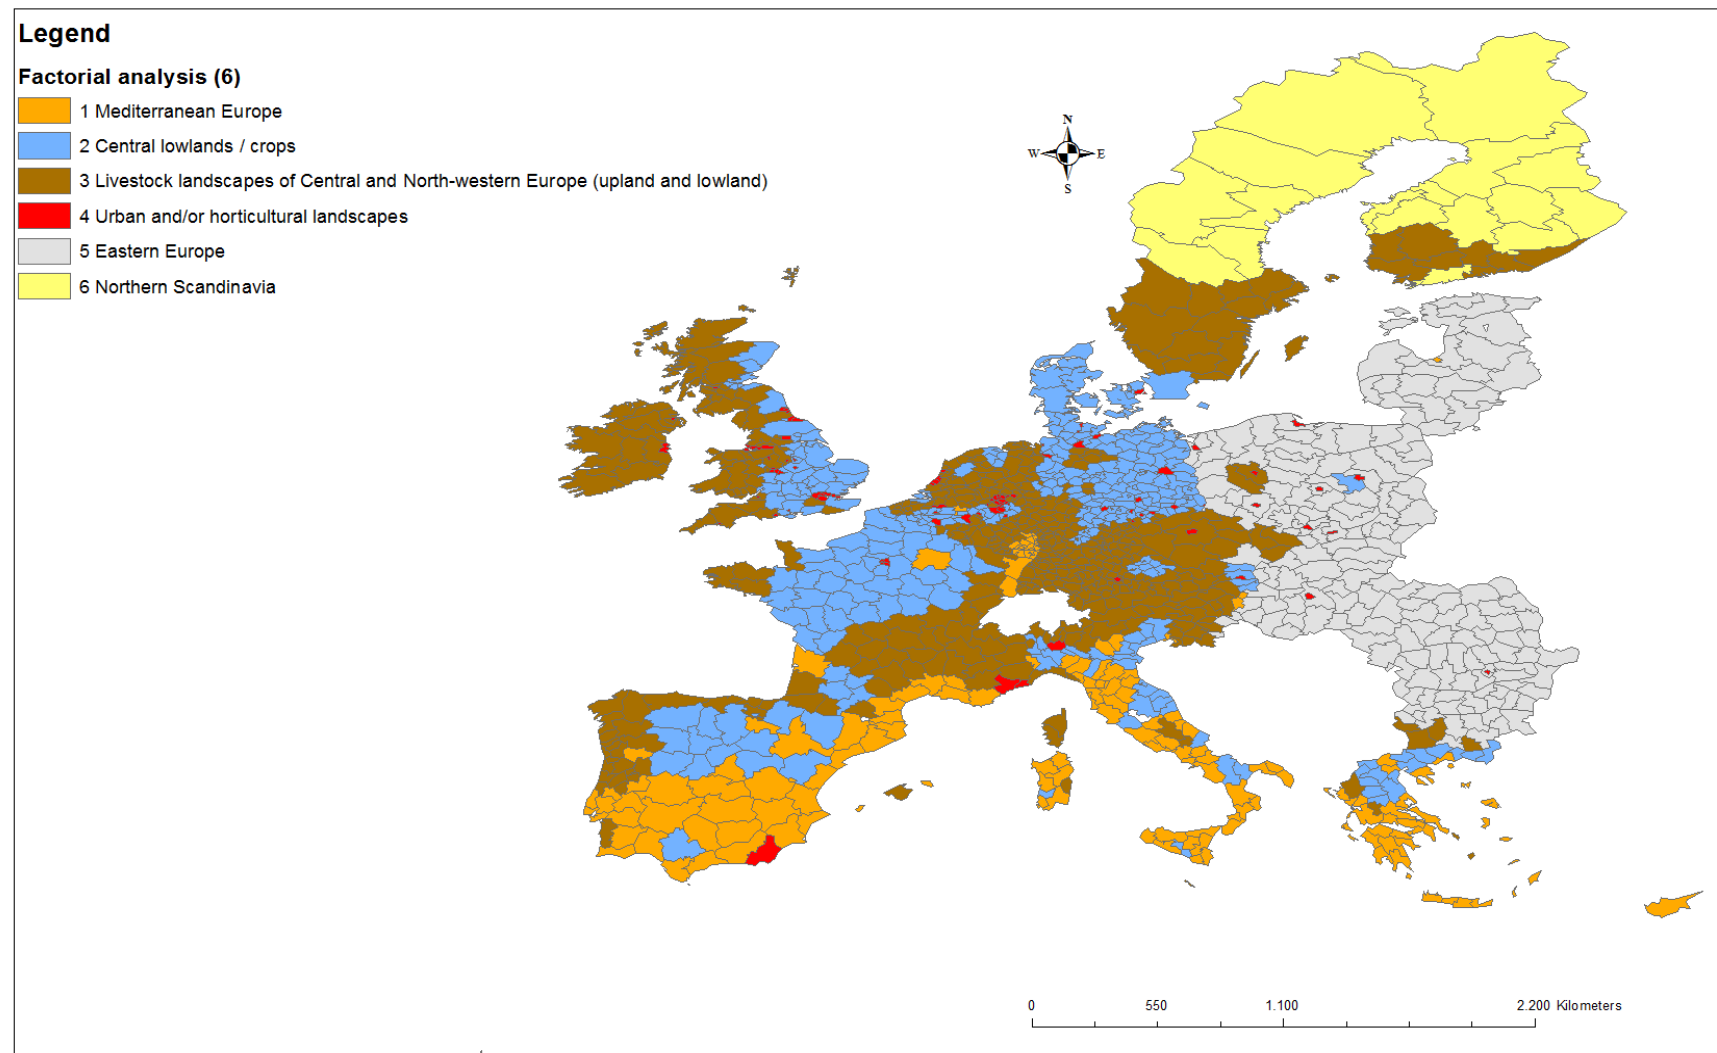 Legend
Factorial analysis (6)
1 Mediterranean Europe
2 Central lowlands / crops
3 Livestock landscapes of Central and North-western Europe (upland and lowland)
4 Urban and/or horticultural landscapes
5 Eastern Europe
6 Northern Scandinavia
N
W E
S
0 550 1.100 2.200 Kilometers